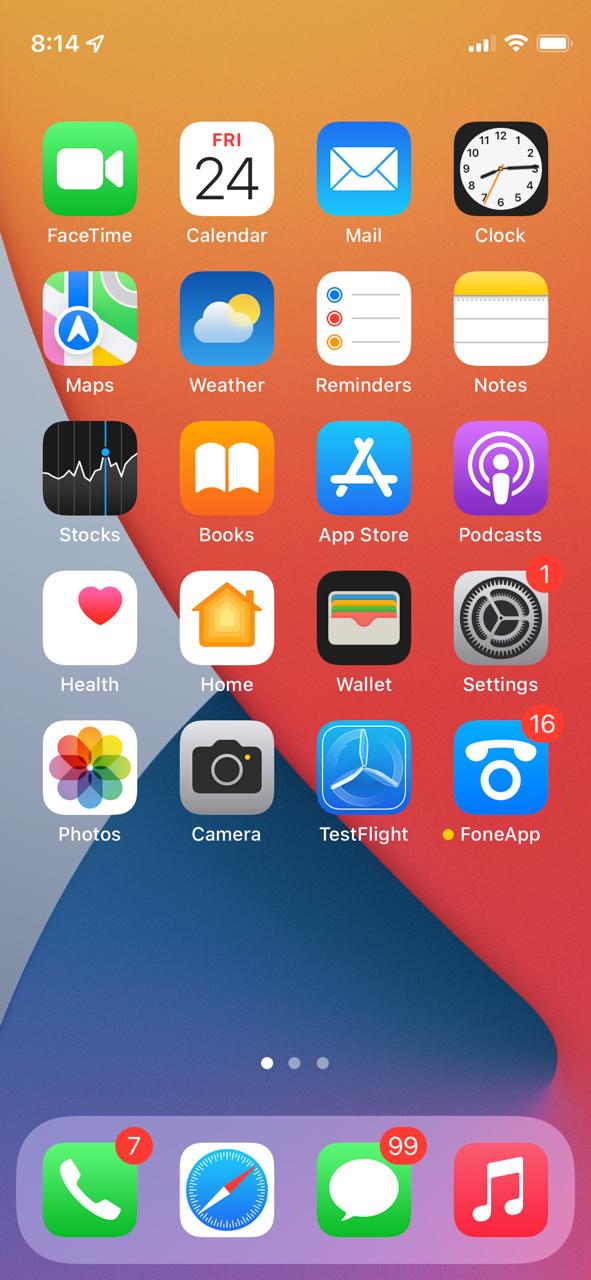 8:14
FRI
24
FaceTime Calendar Mail Clock
12
11 1
10 2
9 3
8 4
7 5
6
Maps Weather Reminders Notes
Stocks Books App Store Podcasts
1
Health Home Wallet Settings
16
Photos Camera TestFlight FoneApp
7 99